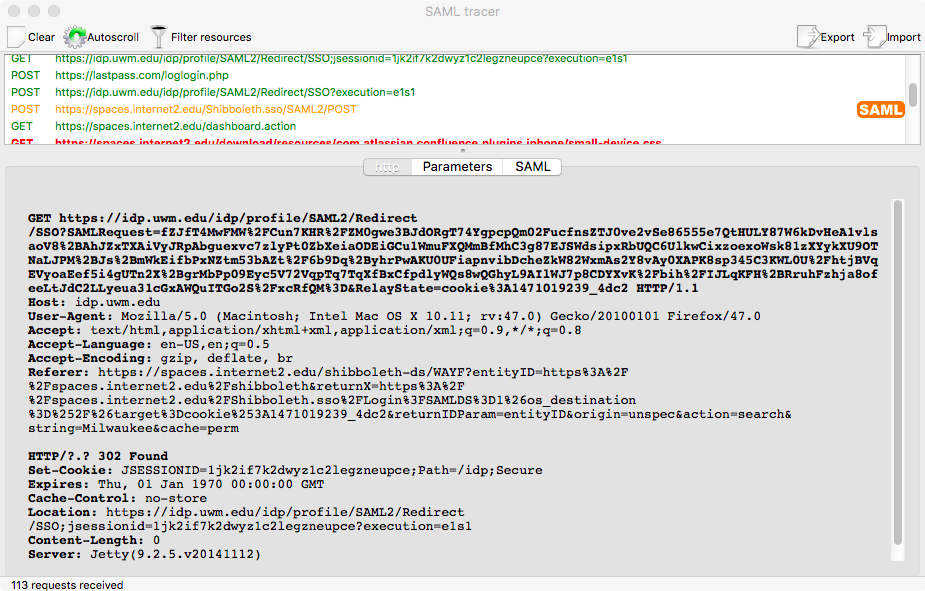 SAML tracer
Clear Autoscroll Filter resources Export Import
GET https://idp.uwm.edu/idp/profile/SAML2/Redirect/SSO;jsessionid=1jk2if7k2dwyz1c2legzneupce?execution=e1s1
POST https://lastpass.com/loglogin.php
POST https://idp.uwm.edu/idp/profile/SAML2/Redirect/SSO?execution=e1s1
POST https://spaces.internet2.edu/Shibboleth.sso/SAML2/POST SAML
GET https://spaces.internet2.edu/dashboard.action
GET https://spaces.internet2.edu/download/resources/com.atlassian.confluence.plugins.iphone/small-device.css
http Parameters SAML
GET https://idp.uwm.edu/idp/profile/SAML2/Redirect
/SSO?SAMLRequest=fZJfT4MwFMW%2FCun7KHR%2FZM0gwe3BJdORgT74YgpcpQm02FucfnsZTJ0ve2vSe86555e7QtHULY87W6kDvHeA1vls
aoV8%2BAhJZxTXAiVyJRpAbguexvc7zlyPt0ZbXeiaODEiGCu1WmuFXQMmBfMhC3g87EJSWdsipxRbUQC6UlkwCixzoexoWsk81zXYykXU9OT
NaLJPM%2BJs%2BmWkEifbPxNZtm53bAZt%2F6b9Dq%2ByhrPwAKU0UFiapnvibDcheZkW82WxmAs2Y8vAy0XAPK8sp345C3KWL0U%2FhtjBVq
EVyoaEef5i4gUTn2X%2BgrMbPp09Eyc5V72VqpTq7TqXfBxCfpdlyWQs8wQGhyL9AIlWJ7p8CDYXvK%2Fbih%2FIJLqKFH%2BRruhFzhja8of
eeLtJdC2LLyeua31cGxAWQuITGo2S%2FxcRfQM%3D&RelayState=cookie%3A1471019239_4dc2 HTTP/1.1
Host: idp.uwm.edu
User-Agent: Mozilla/5.0 (Macintosh; Intel Mac OS X 10.11; rv:47.0) Gecko/20100101 Firefox/47.0
Accept: text/html,application/xhtml+xml,application/xml;q=0.9,*/*;q=0.8
Accept-Language: en-US,en;q=0.5
Accept-Encoding: gzip, deflate, br
Referer: https://spaces.internet2.edu/shibboleth-ds/WAYF?entityID=https%3A%2F
%2Fspaces.internet2.edu%2Fshibboleth&returnX=https%3A%2F
%2Fspaces.internet2.edu%2FShibboleth.sso%2FLogin%3FSAMLDS%3D1%26os_destination
%3D%252F%26target%3Dcookie%253A1471019239_4dc2&returnIDParam=entityID&origin=unspec&action=search&
string=Milwaukee&cache=perm
HTTP/?.? 302 Found
Set-Cookie: JSESSIONID=1jk2if7k2dwyz1c2legzneupce;Path=/idp;Secure
Expires: Thu, 01 Jan 1970 00:00:00 GMT
Cache-Control: no-store
Location: https://idp.uwm.edu/idp/profile/SAML2/Redirect
/SSO;jsessionid=1jk2if7k2dwyz1c2legzneupce?execution=e1s1
Content-Length: 0
Server: Jetty(9.2.5.v20141112)
113 requests received